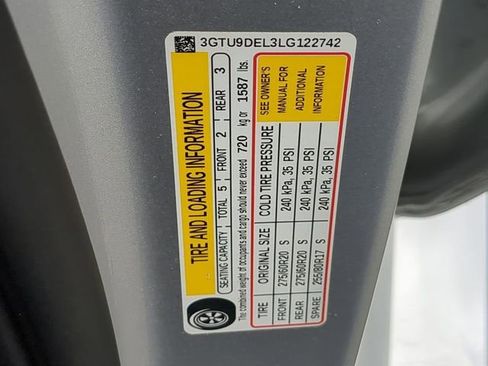 3GTU9DEL3LG122742
TIRE AND LOADING INFORMATION
SEATING CAPACITY TOTAL 5 FRONT 2 REAR 3
The combined weight of occupants and cargo should never exceed 720 kg or 1587 lbs.
TIRE ORIGINAL SIZE COLD TIRE PRESSURE SEE OWNER'S
FRONT 275/60R20 S 240 kPa, 35 PSI MANUAL FOR
REAR 275/60R20 S 240 kPa, 35 PSI ADDITIONAL
SPARE 255/80R17 S 240 kPa, 35 PSI INFORMATION